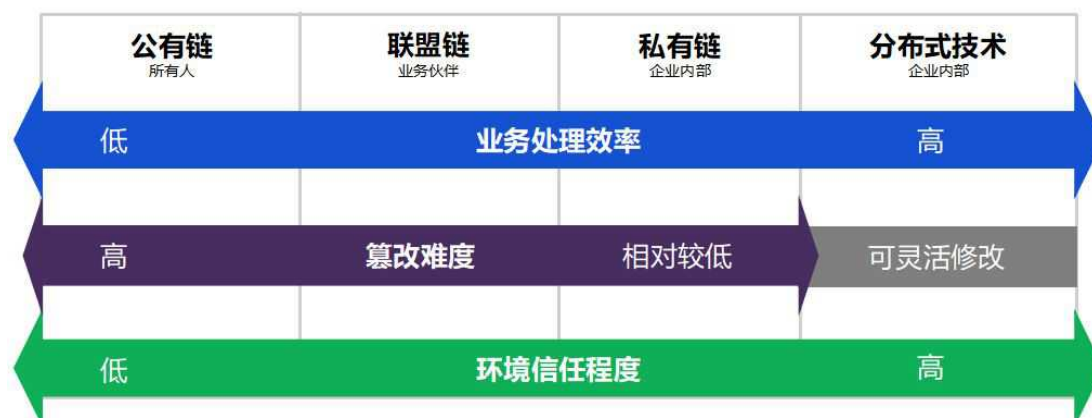 公有链 联盟链 私有链 分布式技术
所有人 业务伙伴 企业内部 企业内部
低 业务处理效率 高
高 篡改难度 相对较低 可灵活修改
低 环境信任程度 高